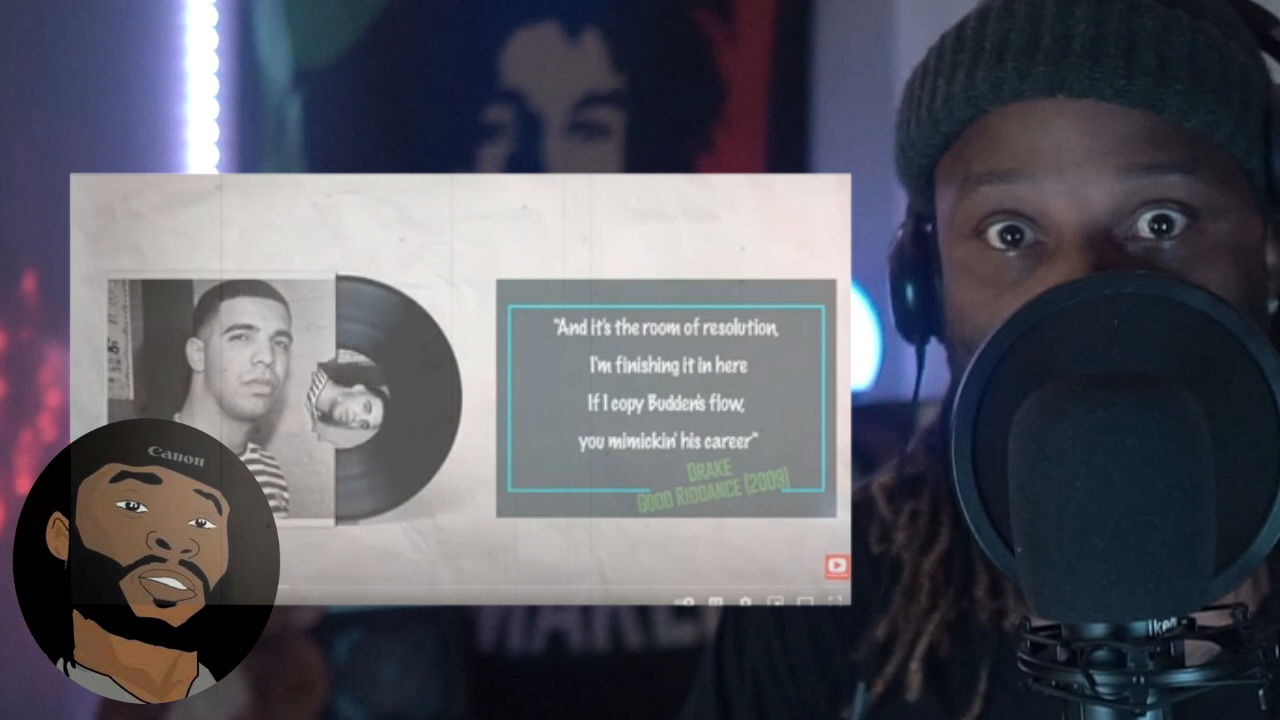 "And it's the room of resolution,
I'm finishing it in here
If I copy Budden's flow,
you mimickin' his career"
DRAKE
GOOD RIDDANCE (2009)
Canon